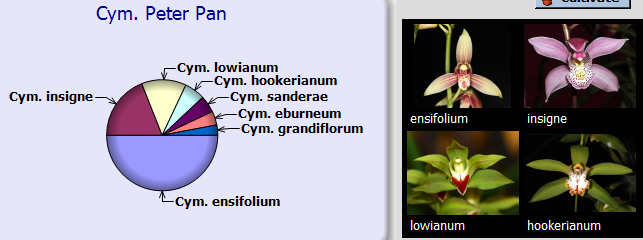 Cym. Peter Pan
Cultivate
Cym. lowianum
Cym. hookerianum
Cym. insigne
Cym. sanderae
Cym. eburneum
Cym. grandiflorum
Cym. ensifolium
ensifolium
insigne
lowianum
hookerianum